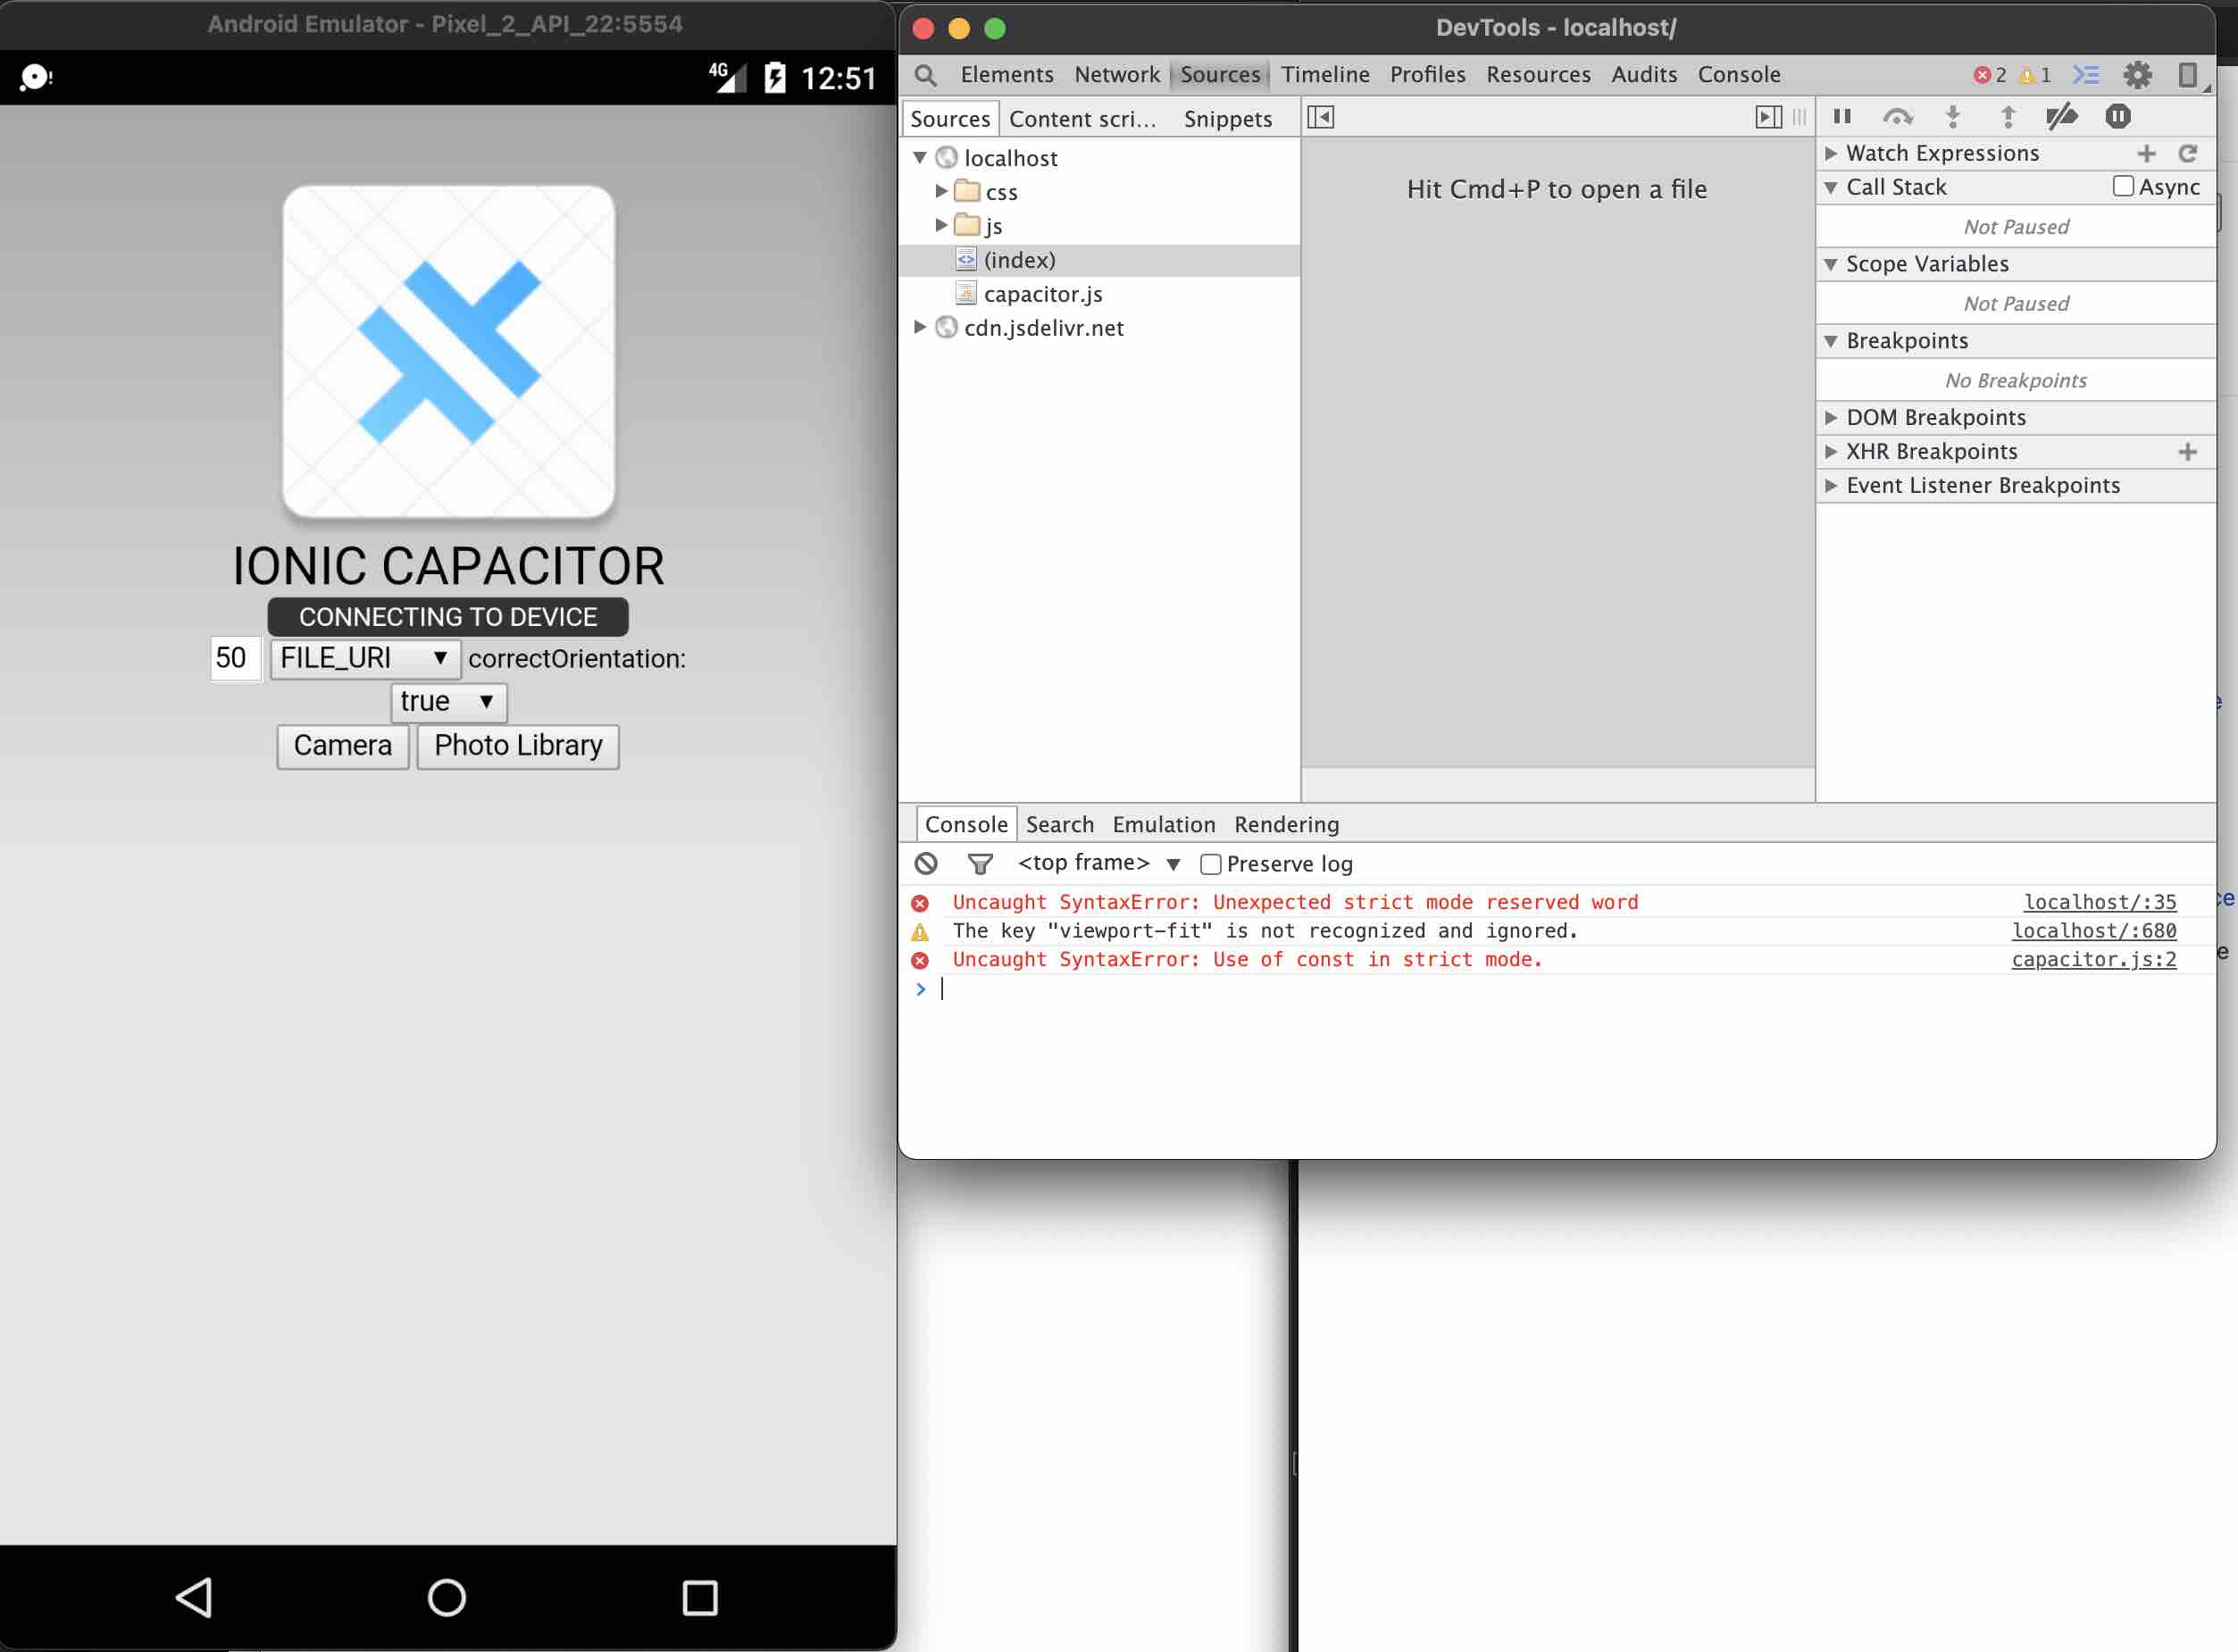 Android Emulator - Pixel_2_API_22:5554
4G 12:51
IONIC CAPACITOR
CONNECTING TO DEVICE
50 FILE_URI correctOrientation:
true
Camera Photo Library
DevTools - localhost/
Elements Network Sources Timeline Profiles Resources Audits Console 2 1
Sources Content scri... Snippets
localhost
css
js
(index)
capacitor.js
cdn.jsdelivr.net
Hit Cmd+P to open a file
Watch Expressions
Call Stack Async
Not Paused
Scope Variables
Not Paused
Breakpoints
No Breakpoints
DOM Breakpoints
XHR Breakpoints
Event Listener Breakpoints
Console Search Emulation Rendering
<top frame> Preserve log
Uncaught SyntaxError: Unexpected strict mode reserved word localhost/:35
The key "viewport-fit" is not recognized and ignored. localhost/:680
Uncaught SyntaxError: Use of const in strict mode. capacitor.js:2